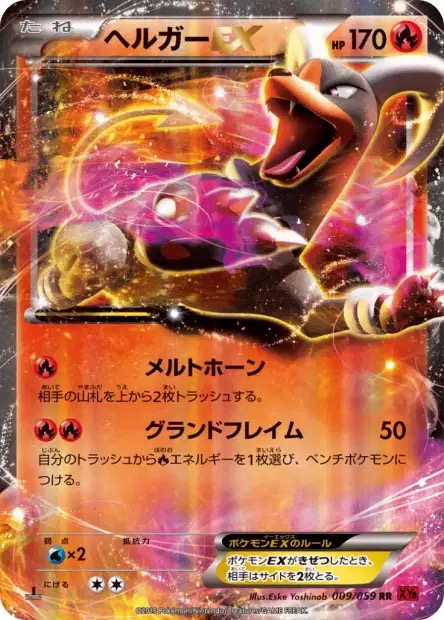 たね ヘルガーEX HP 170
メルトホーン
相手の山札を上から2枚トラッシュする。
グランドフレイム 50
自分のトラッシュから エネルギーを1枚選び、ベンチポケモンに
つける。
弱点 抵抗力
×2
ポケモンEXのルール
ポケモンEXがきぜつしたとき、
相手はサイドを2枚とる。
にげる
Illus.Eske Yoshinob 009/059 RR
©2015 Pokémon/Nintendo/Creatures/GAME FREAK.